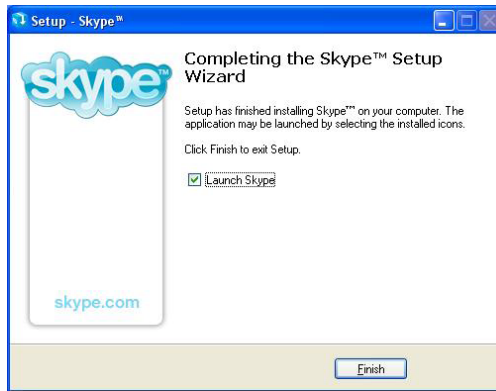 Setup - Skype™
skype™
Completing the Skype™ Setup
Wizard
Setup has finished installing Skype™ on your computer. The
application may be launched by selecting the installed icons.
Click Finish to exit Setup.
Launch Skype
skype.com
Finish